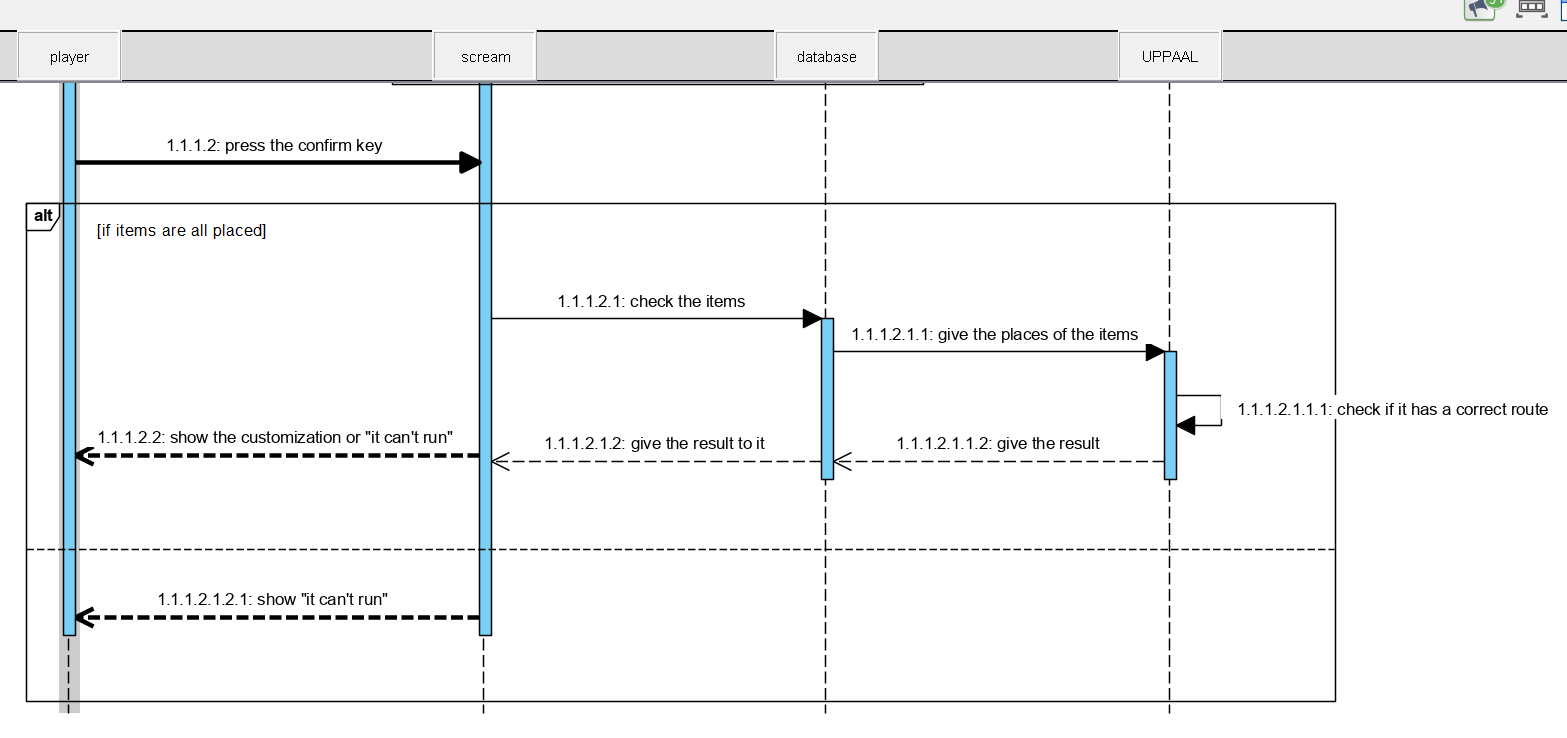 player
scream
database
UPPAAL
1.1.1.2: press the confirm key
alt
[if items are all placed]
1.1.1.2.1: check the items
1.1.1.2.1.1: give the places of the items
1.1.1.2.1.1.1: check if it has a correct route
1.1.1.2.2: show the customization or "it can't run"
1.1.1.2.1.2: give the result to it
1.1.1.2.1.1.2: give the result
1.1.1.2.1.2.1: show "it can't run"